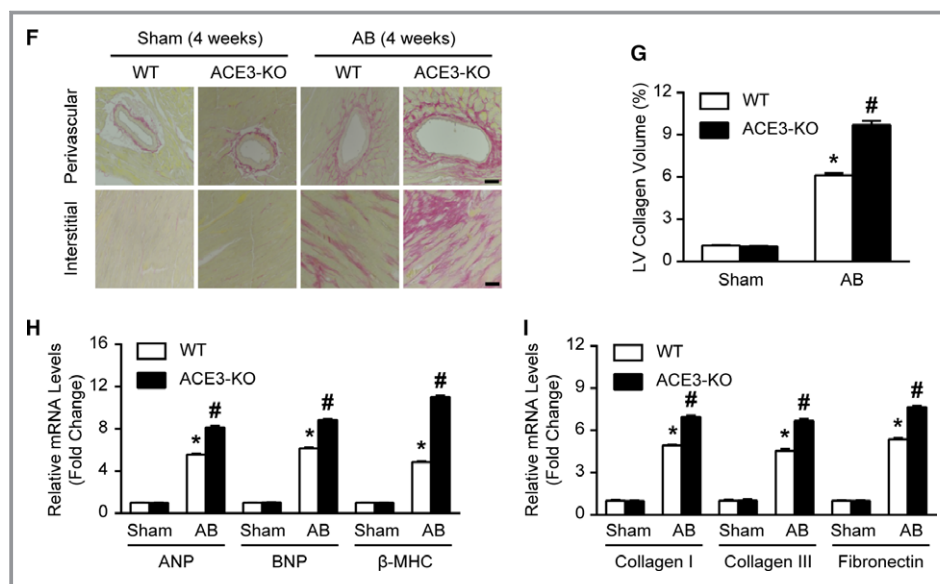 F
Sham (4 weeks) AB (4 weeks)
WT ACE3-KO WT ACE3-KO
Perivascular
Interstitial
G
LV Collagen Volume (%)
WT
ACE3-KO
12
9
6
3
0
*
#
Sham AB
H
Relative mRNA Levels
(Fold Change)
WT
ACE3-KO
16
12
8
4
0
* # * # * #
Sham AB Sham AB Sham AB
ANP BNP β-MHC
I
Relative mRNA Levels
(Fold Change)
WT
ACE3-KO
12
9
6
3
0
* # * # * #
Sham AB Sham AB Sham AB
Collagen I Collagen III Fibronectin